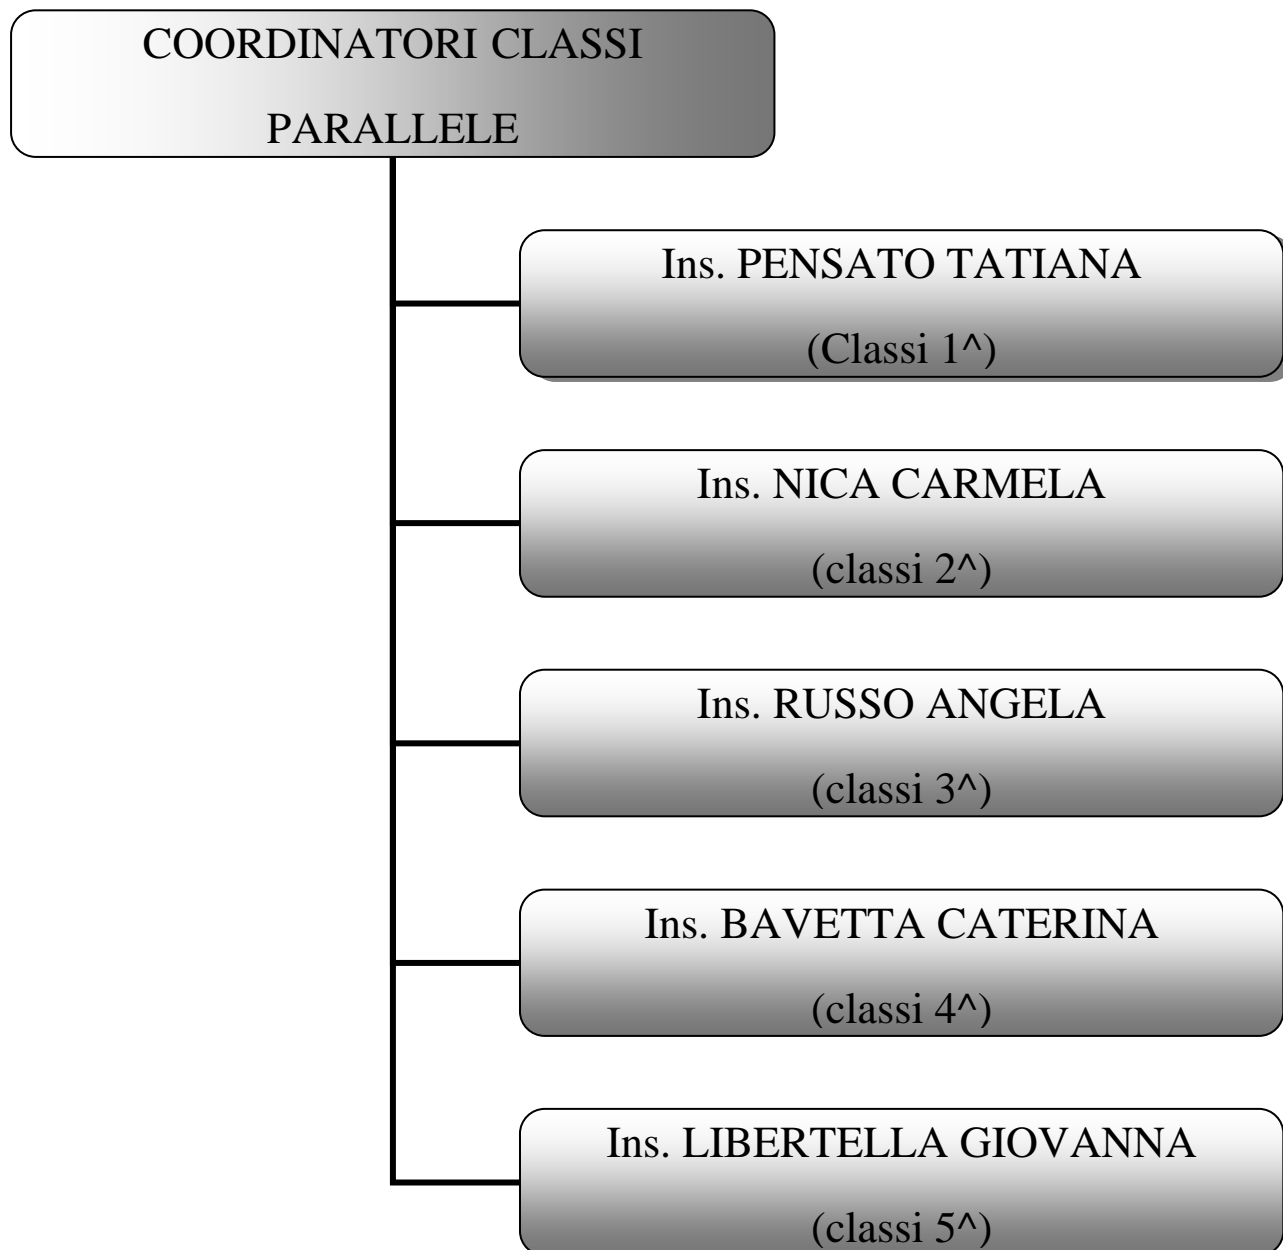 COORDINATORI CLASSI
PARALLELE
Ins. PENSATO TATIANA
(Classi 1^)
Ins. NICA CARMELA
(classi 2^)
Ins. RUSSO ANGELA
(classi 3^)
Ins. BAVETTA CATERINA
(classi 4^)
Ins. LIBERTELLA GIOVANNA
(classi 5^)